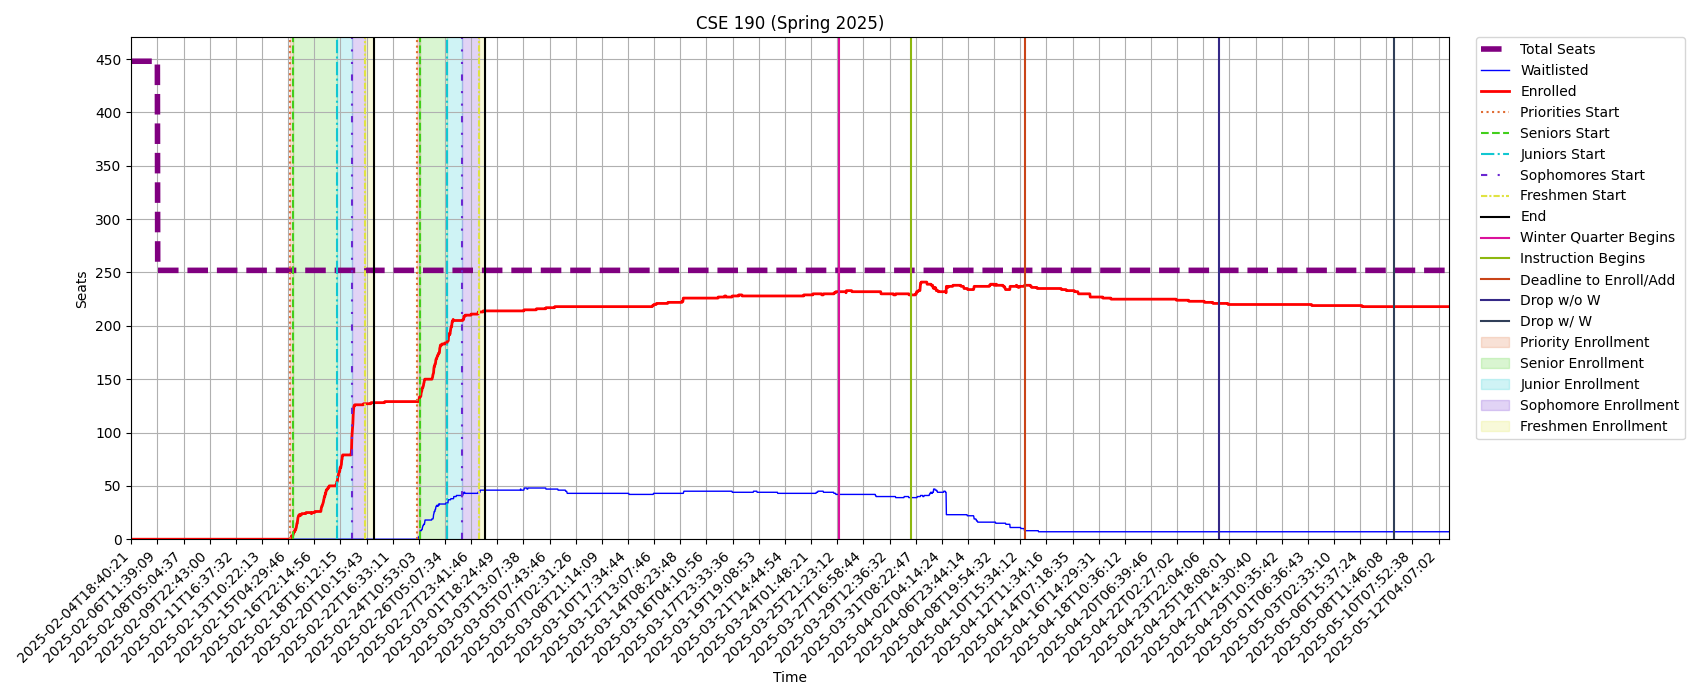 CSE 190 (Spring 2025)
Seats
450
400
350
300
250
200
150
100
50
0
2025-02-04T18:40:21
2025-02-06T11:39:09
2025-02-08T05:04:37
2025-02-09T22:43:00
2025-02-11T16:37:32
2025-02-13T10:22:13
2025-02-15T04:29:46
2025-02-16T22:14:56
2025-02-18T16:12:15
2025-02-20T10:15:43
2025-02-22T16:33:11
2025-02-24T10:53:03
2025-02-26T05:07:34
2025-02-27T23:41:46
2025-03-01T18:24:49
2025-03-03T13:07:38
2025-03-05T07:43:46
2025-03-07T02:31:26
2025-03-08T21:14:09
2025-03-10T17:34:44
2025-03-12T13:07:46
2025-03-14T08:23:48
2025-03-16T04:10:56
2025-03-17T23:33:36
2025-03-19T19:08:53
2025-03-21T14:44:54
2025-03-24T01:48:21
2025-03-25T21:23:12
2025-03-27T16:58:44
2025-03-29T12:36:32
2025-03-31T08:22:47
2025-04-02T04:14:24
2025-04-06T23:44:14
2025-04-08T19:54:32
2025-04-10T15:34:12
2025-04-12T11:34:16
2025-04-14T07:18:35
2025-04-16T14:29:31
2025-04-18T10:36:12
2025-04-20T06:39:46
2025-04-22T02:27:02
2025-04-23T22:04:06
2025-04-25T18:08:01
2025-04-27T14:30:40
2025-04-29T10:35:42
2025-05-01T06:36:43
2025-05-03T02:33:10
2025-05-06T15:37:24
2025-05-08T11:46:08
2025-05-10T07:52:38
2025-05-12T04:07:02
Time
Total Seats
Waitlisted
Enrolled
Priorities Start
Seniors Start
Juniors Start
Sophomores Start
Freshmen Start
End
Winter Quarter Begins
Instruction Begins
Deadline to Enroll/Add
Drop w/o W
Drop w/ W
Priority Enrollment
Senior Enrollment
Junior Enrollment
Sophomore Enrollment
Freshmen Enrollment